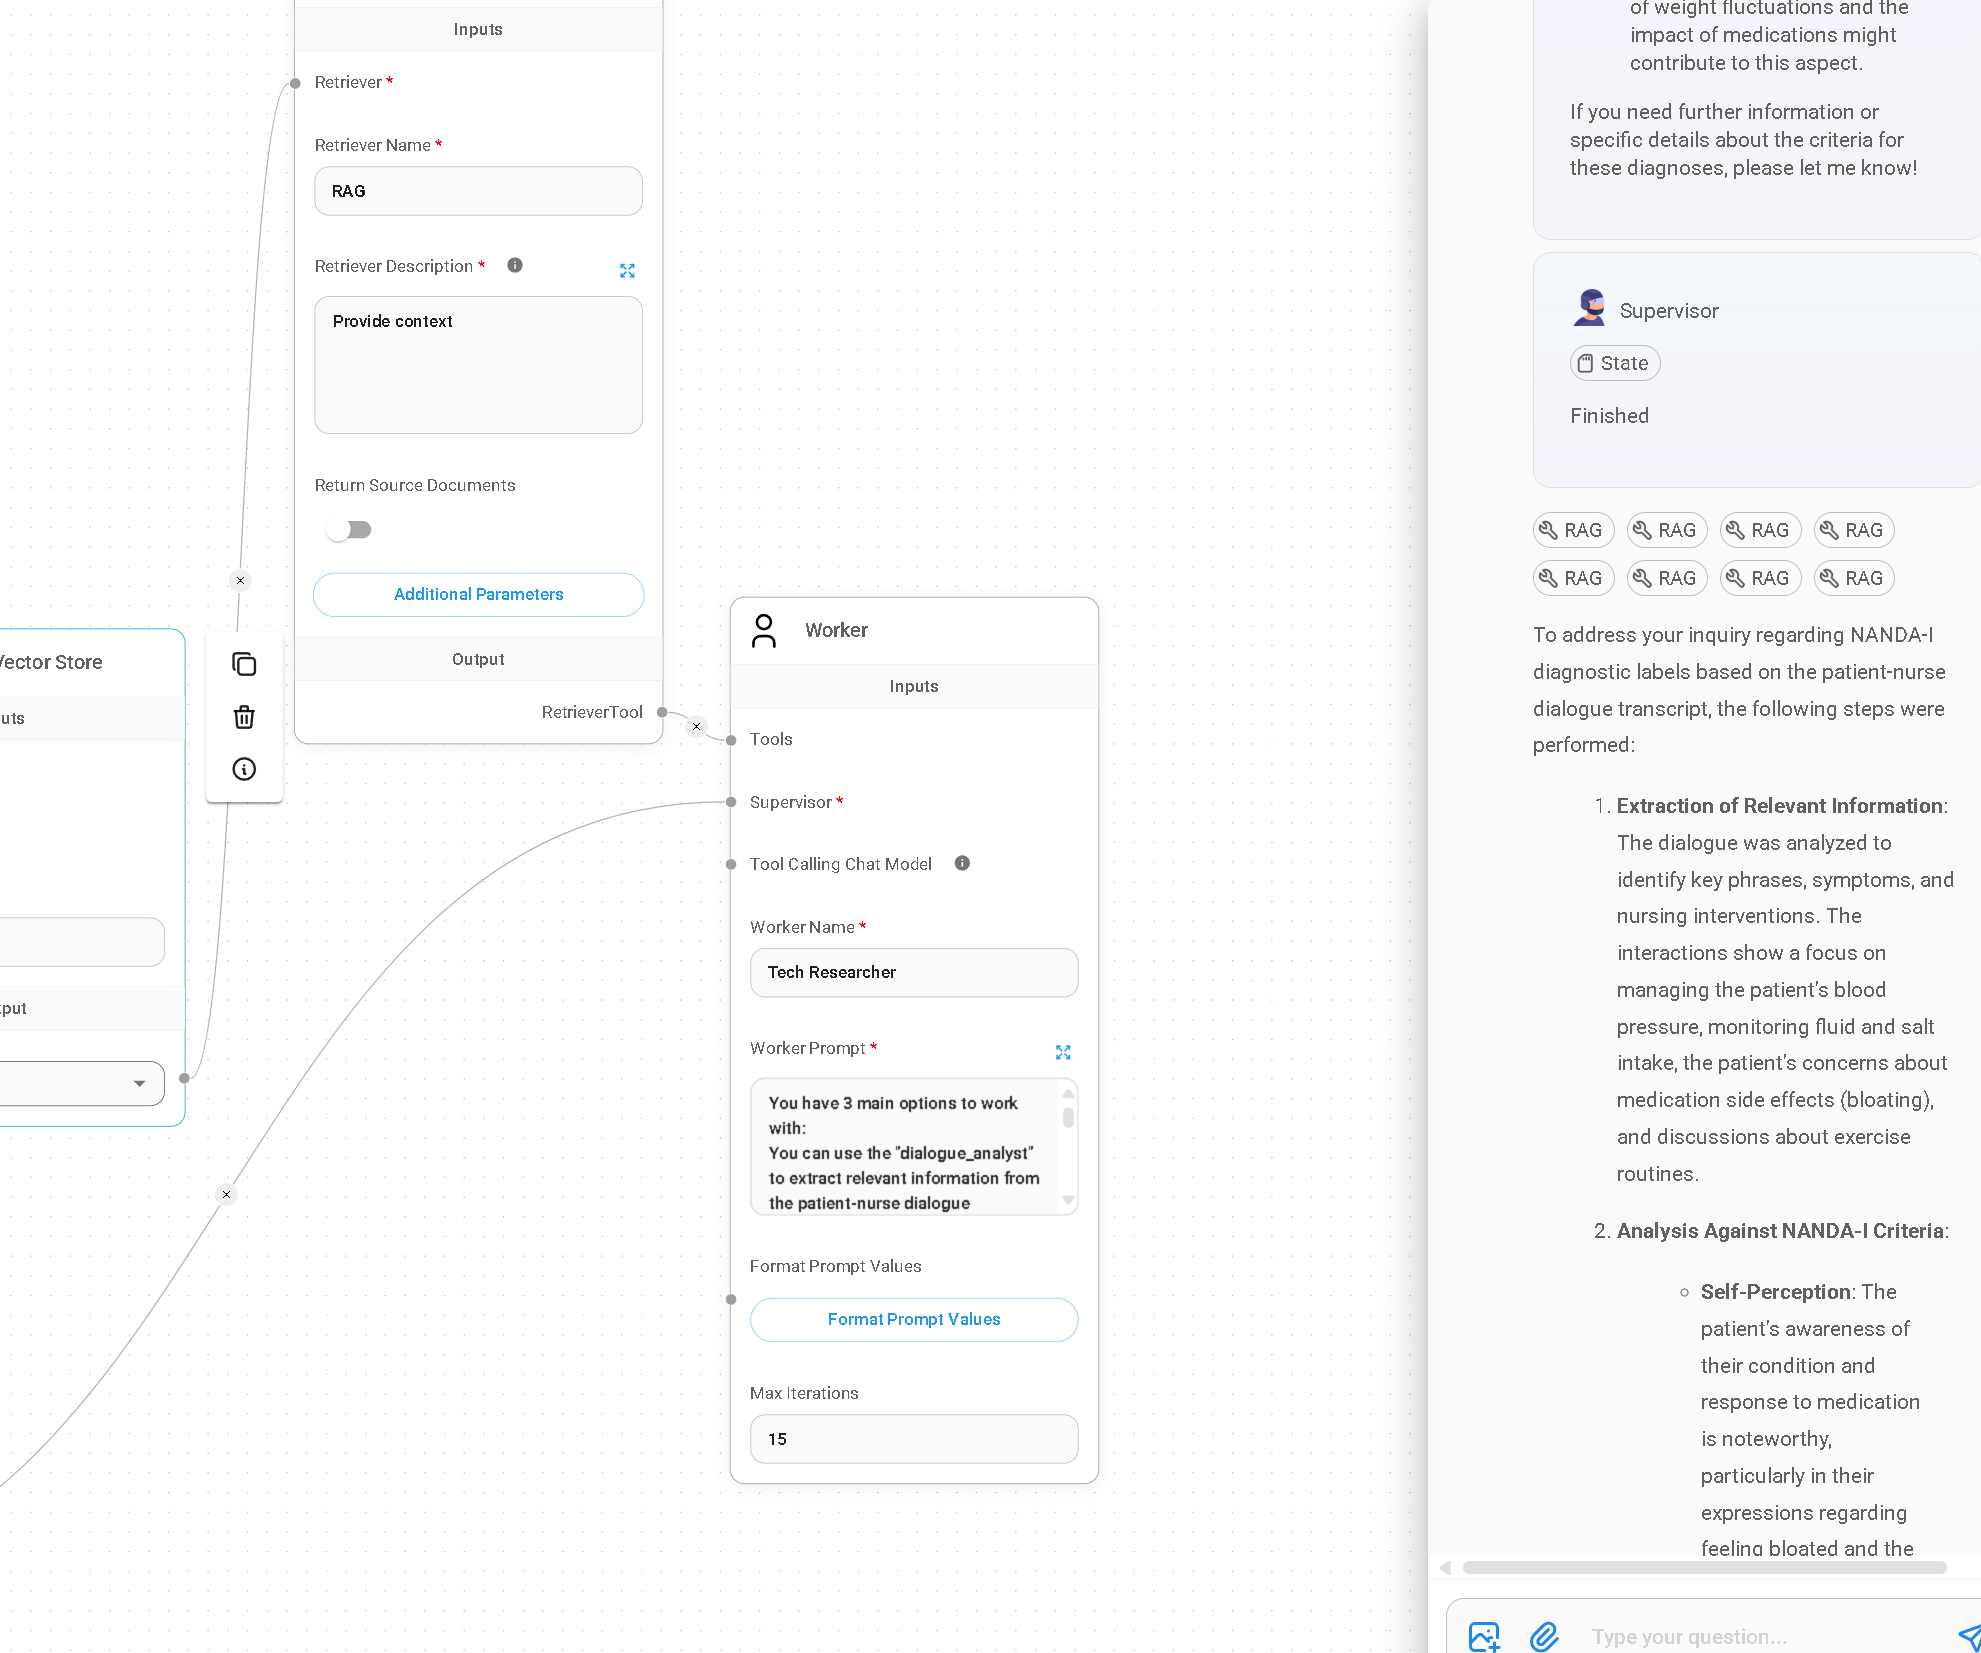 Inputs
Retriever *
Retriever Name *
RAG
Retriever Description *
Provide context
Return Source Documents
Additional Parameters
Output
RetrieverTool
Vector Store
uts
tput
Worker
Inputs
Tools
Supervisor *
Tool Calling Chat Model
Worker Name *
Tech Researcher
Worker Prompt *
You have 3 main options to work
with:
You can use the "dialogue_analyst"
to extract relevant information from
the patient-nurse dialogue
Format Prompt Values
Format Prompt Values
Max Iterations
15
of weight fluctuations and the
impact of medications might
contribute to this aspect.
If you need further information or
specific details about the criteria for
these diagnoses, please let me know!
Supervisor
State
Finished
RAG RAG RAG RAG
RAG RAG RAG RAG
To address your inquiry regarding NANDA-I
diagnostic labels based on the patient-nurse
dialogue transcript, the following steps were
performed:
1. Extraction of Relevant Information:
The dialogue was analyzed to
identify key phrases, symptoms, and
nursing interventions. The
interactions show a focus on
managing the patient's blood
pressure, monitoring fluid and salt
intake, the patient's concerns about
medication side effects (bloating),
and discussions about exercise
routines.
2. Analysis Against NANDA-I Criteria:
Self-Perception: The
patient's awareness of
their condition and
response to medication
is noteworthy,
particularly in their
expressions regarding
feeling bloated and the
Type your question...